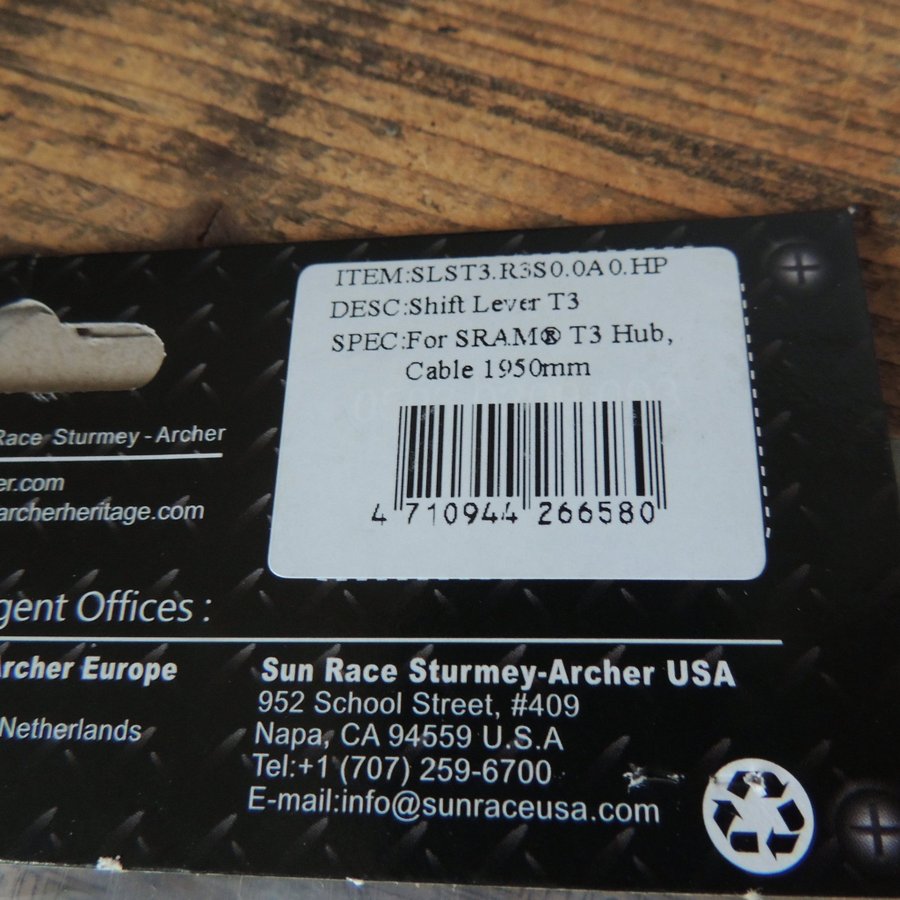 ITEM:SLST3.R3S0.0A0.HP
DESC:Shift Lever T3
SPEC:For SRAM® T3 Hub,
Cable 1950mm
4 710944 266580
Race Sturmey-Archer
er.com
archerheritage.com
gent Offices :
Archer Europe
Netherlands
Sun Race Sturmey-Archer USA
952 School Street, #409
Napa, CA 94559 U.S.A
Tel:+1 (707) 259-6700
E-mail:info@sunraceusa.com